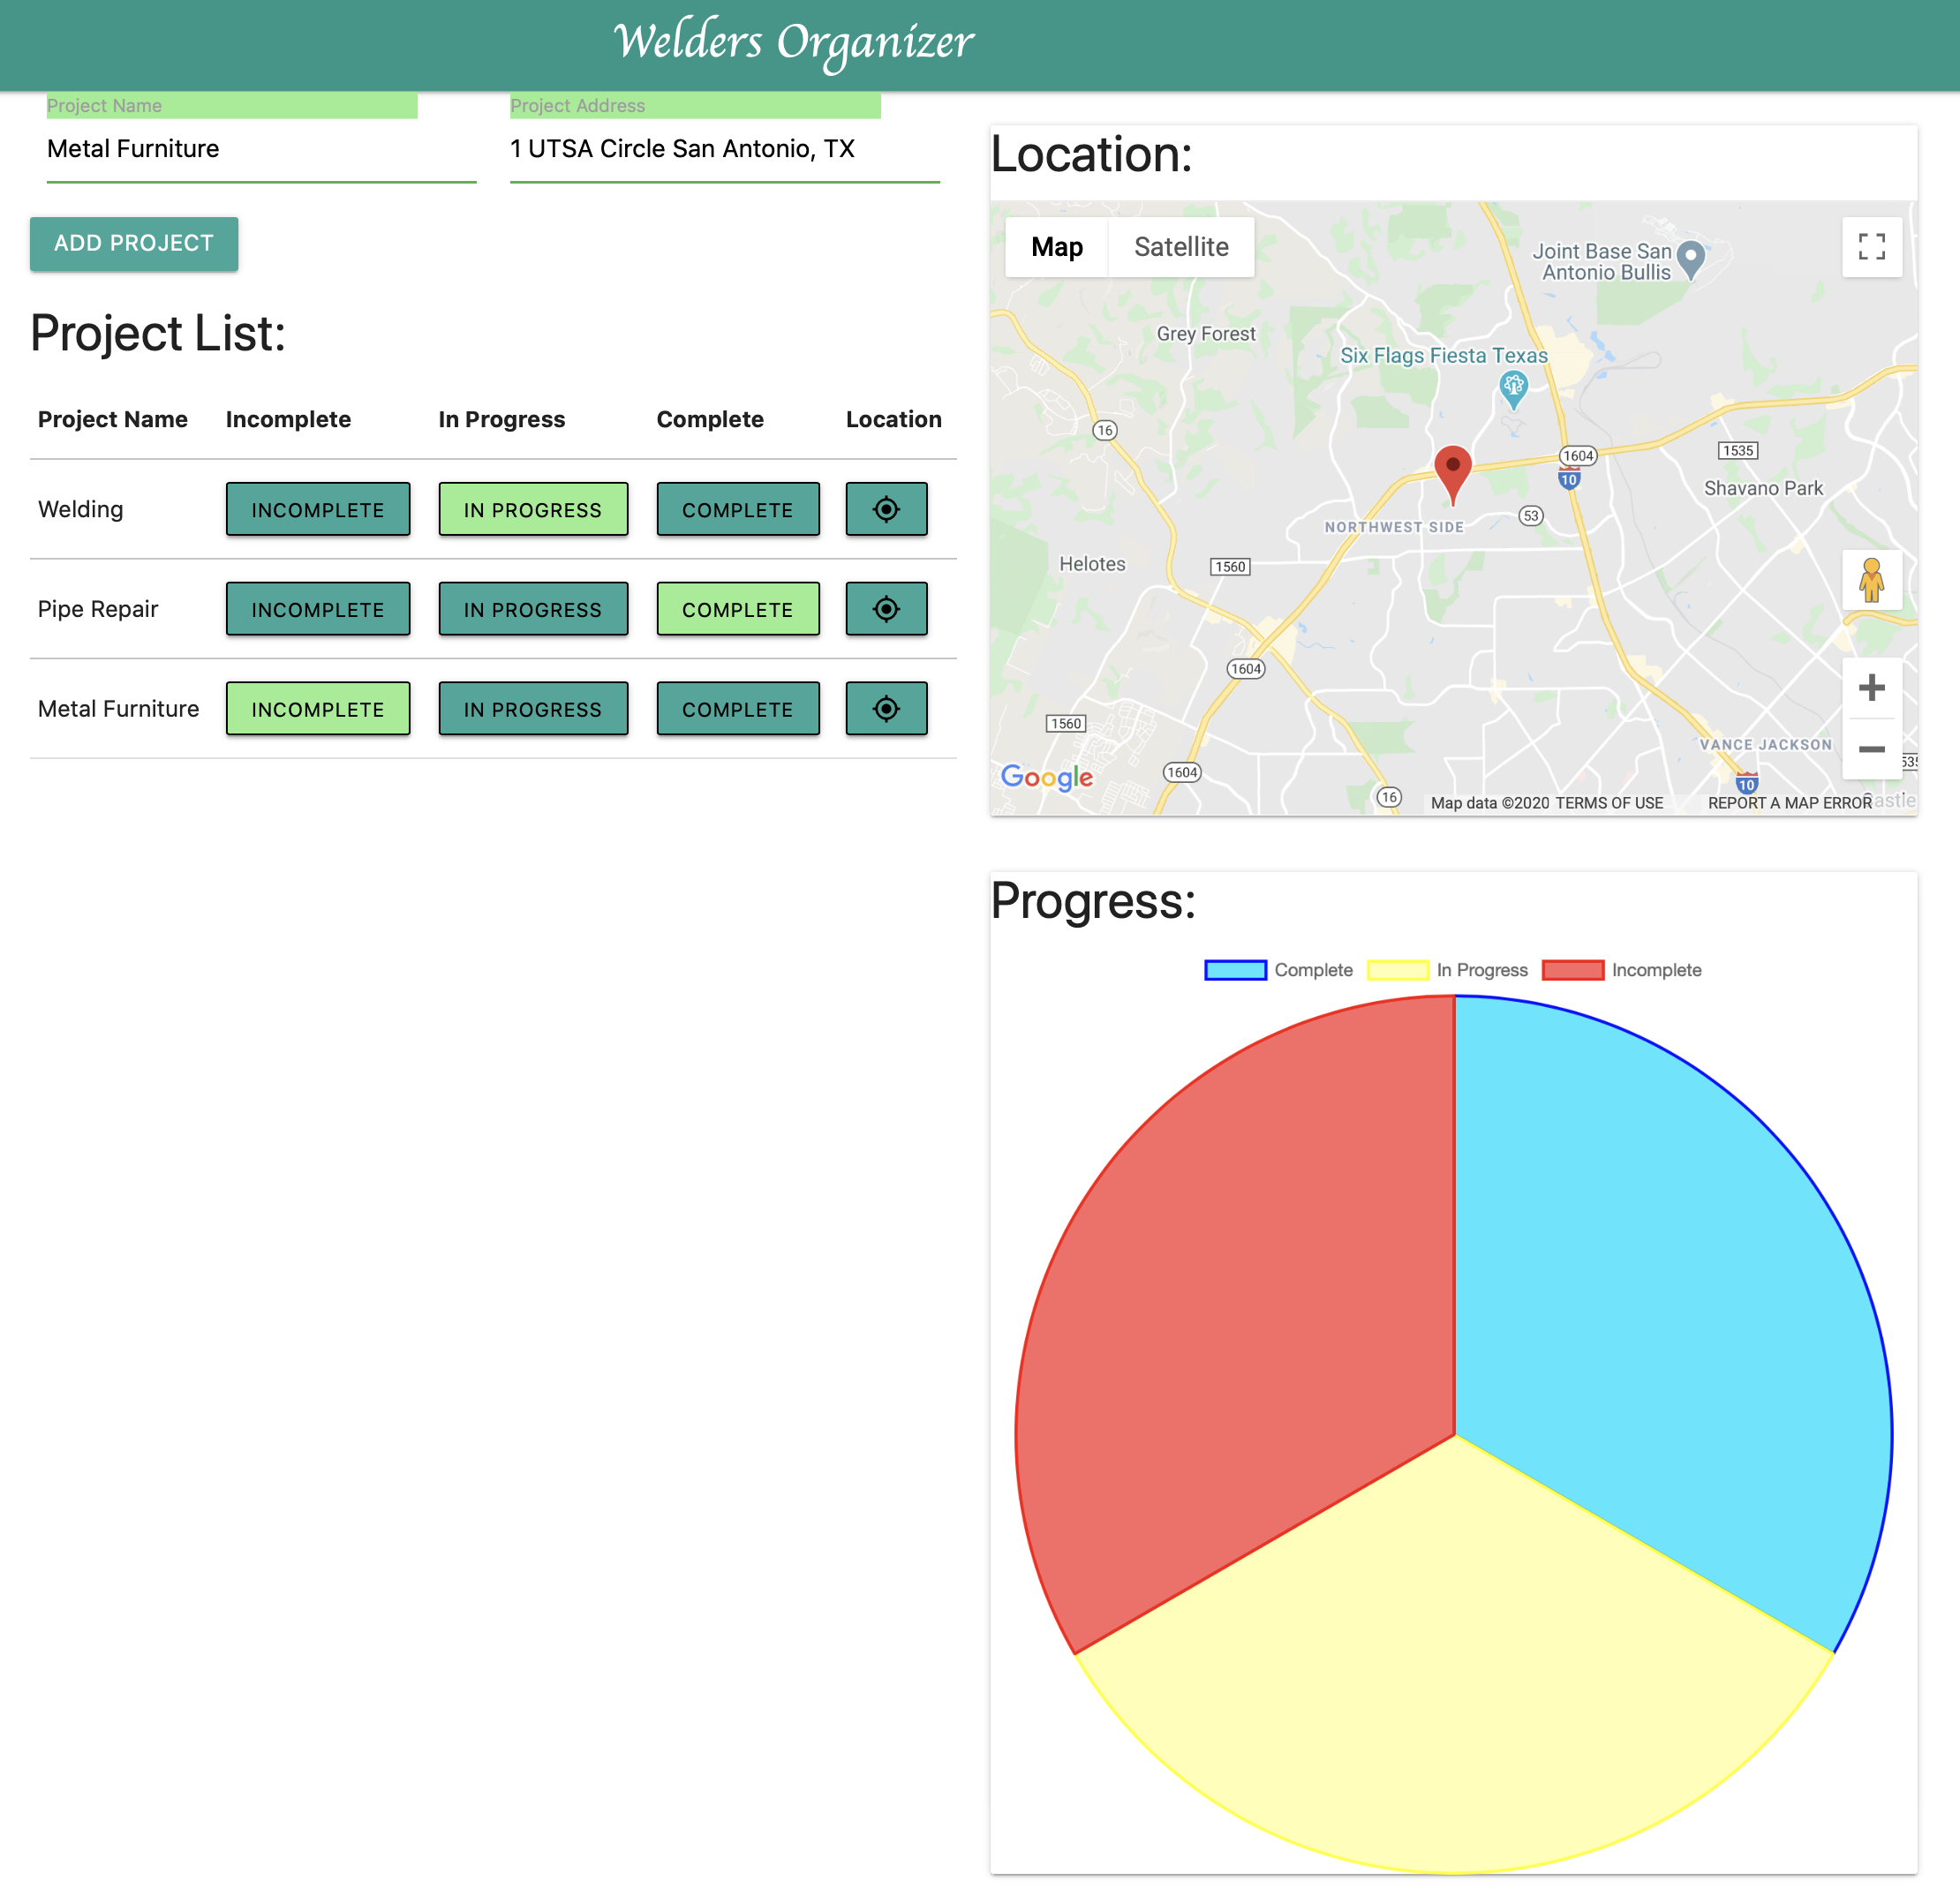 Welders Organizer
Project Name
Project Address
Metal Furniture
1 UTSA Circle San Antonio, TX
ADD PROJECT
Project List:
Project Name Incomplete In Progress Complete Location
Welding INCOMPLETE IN PROGRESS COMPLETE
Pipe Repair INCOMPLETE IN PROGRESS COMPLETE
Metal Furniture INCOMPLETE IN PROGRESS COMPLETE
Location:
Map Satellite
Joint Base San
Antonio Bullis
Grey Forest
Six Flags Fiesta Texas
16
1535
1604
10
Shavano Park
53
NORTHWEST SIDE
Helotes
1560
1604
1560
VANCE JACKSON
1604
Google
10
16
Map data ©2020 TERMS OF USE REPORT A MAP ERROR
Progress:
Complete In Progress Incomplete